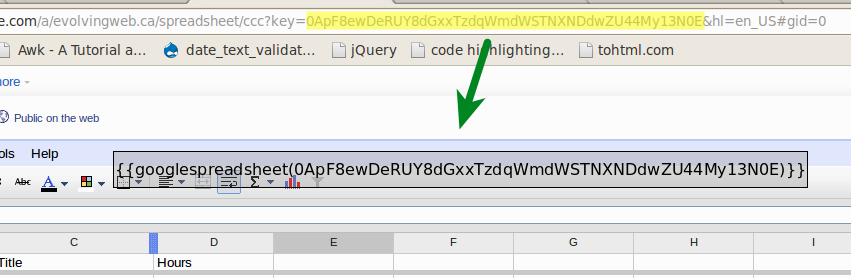 e.com/a/evolvingweb.ca/spreadsheet/ccc?key=0ApF8ewDeRUY8dGxxTzdqWmdWSTNXNDdwZU44My13N0E&hl=en_US#gid=0
Awk - A Tutorial a date_text_validat... jQuery code highlighting... tohtml.com
more
Public on the web
ols Help
{{googlespreadsheet(0ApF8ewDeRUY8dGxxTzdqWmdWSTNXNDdwZU44My13N0E)}}
Abc A Σ
C D E F G H I
Title Hours